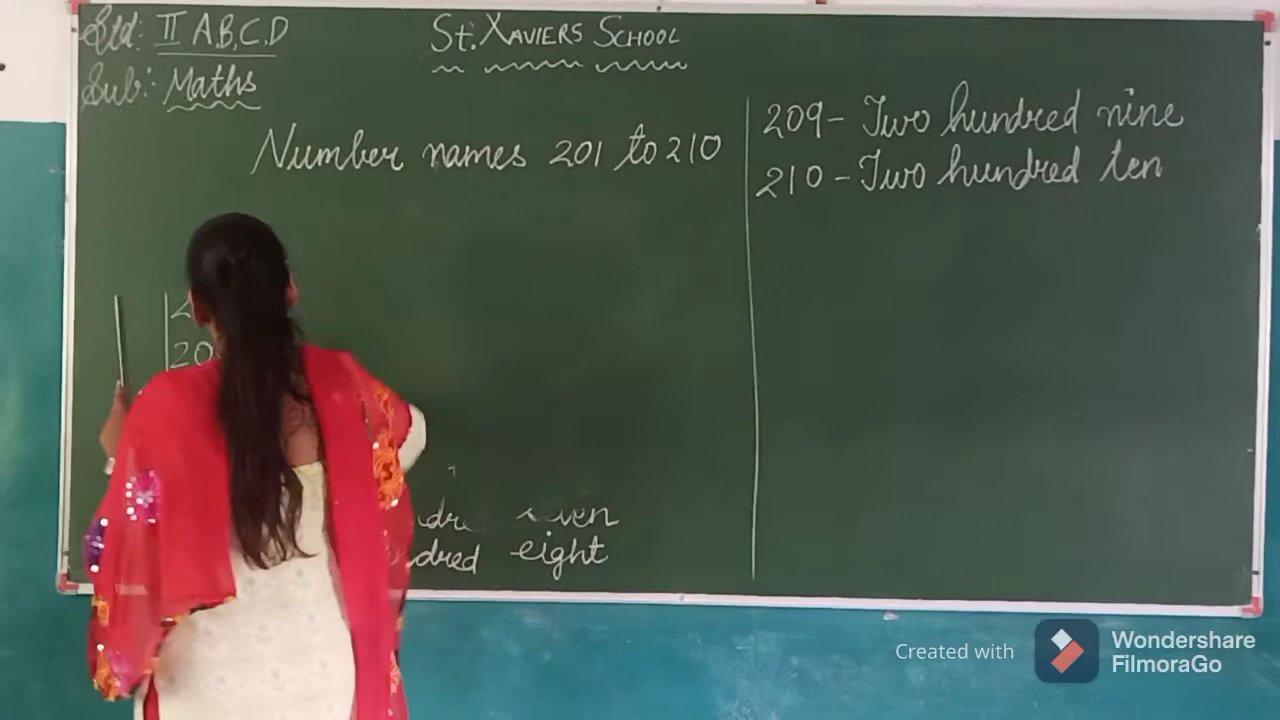 Std: II A,B,C,D
St. XAVIERS SCHOOL
Sub: Maths
Number names 201 to 210
eight
209- Two hundred nine
210 - Two hundred ten
Created with
Wondershare
FilmoraGo